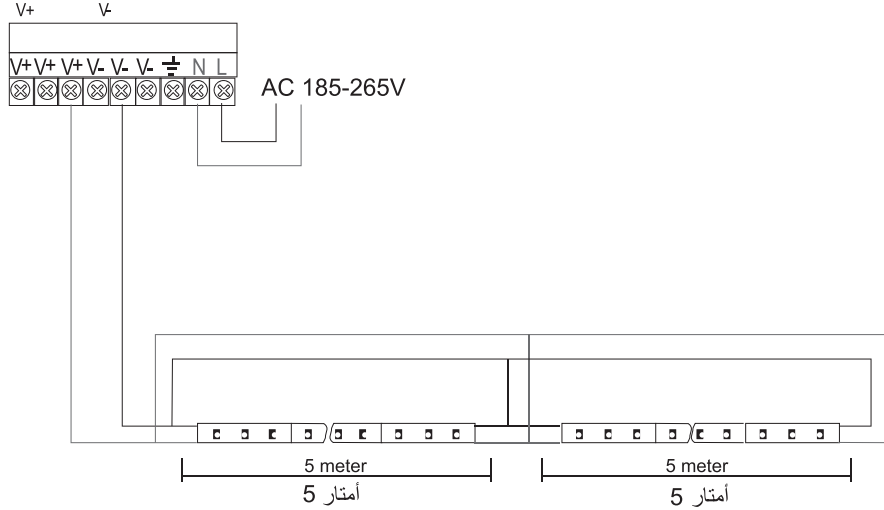 V+ V-
V+ V+ V+ V- V- V- N L
AC 185-265V
5 meter 5 meter
5 أمتار 5 أمتار